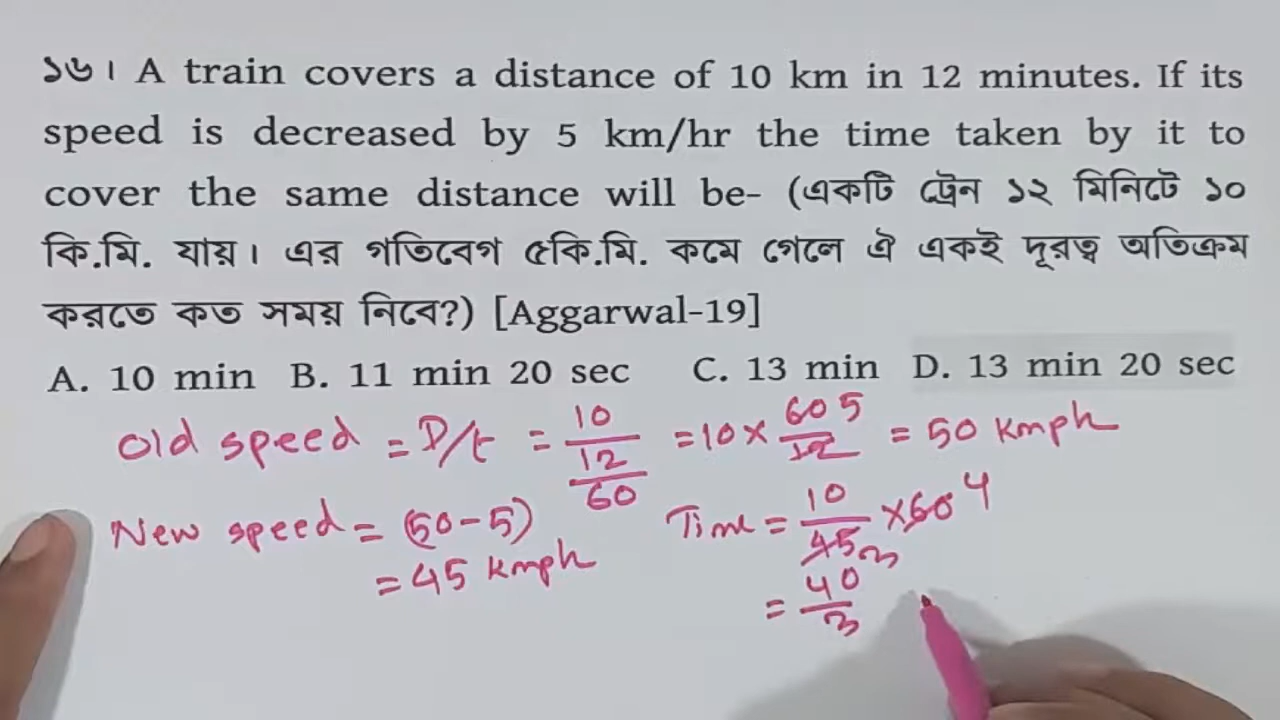 ১৬। A train covers a distance of 10 km in 12 minutes. If its
speed is decreased by 5 km/hr the time taken by it to
cover the same distance will be- (একটি ট্রেন ১২ মিনিটে ১০
কি.মি. যায়। এর গতিবেগ ৫কি.মি. কমে গেলে ঐ একই দূরত্ব অতিক্রম
করতে কত সময় নিবে?) [Aggarwal-19]
A. 10 min B. 11 min 20 sec C. 13 min D. 13 min 20 sec
Old speed = D/t = 10/12/60 = 10 × 60 5/12 = 50 kmph
New speed = (50-5) Time = 10/45 3 × 60 4
= 45 kmph
= 40/3